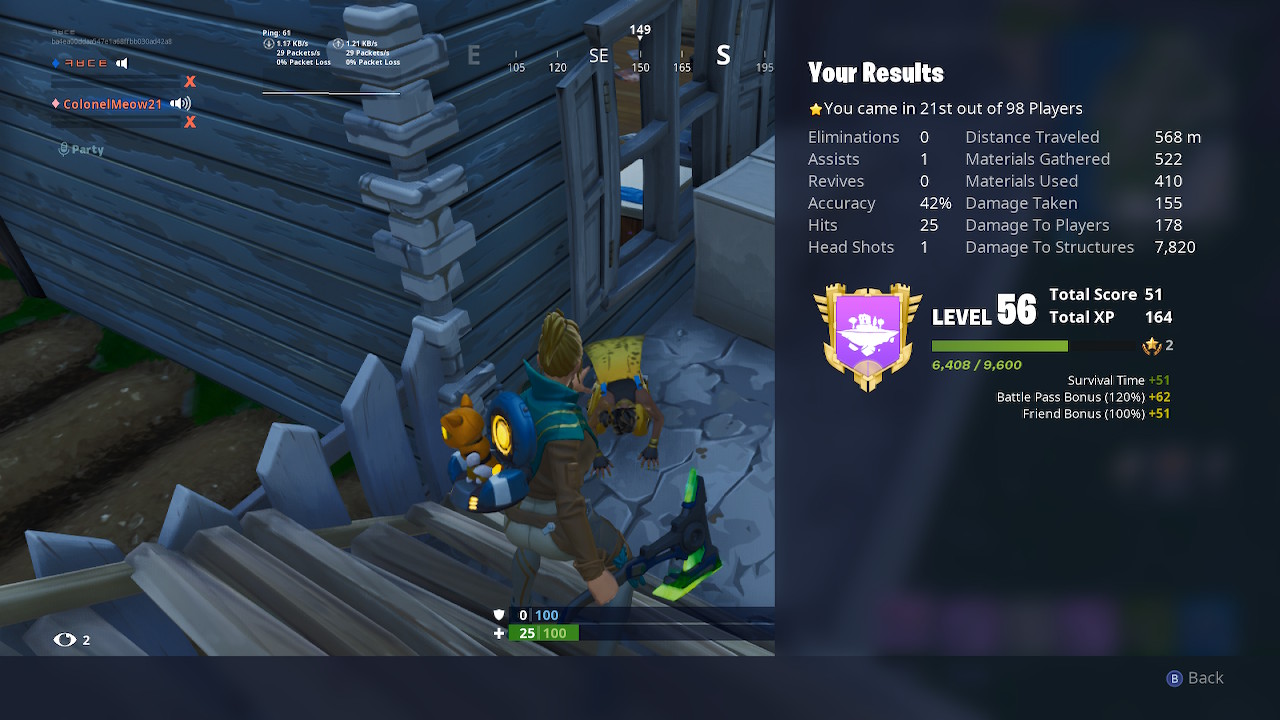 Ping: 61
1.17 KB/s 1.21 KB/s
29 Packets/s 29 Packets/s
0% Packet Loss 0% Packet Loss
ㅋㅂㄷㅌ
X
ColonelMeow21
X
Party
149
E 105 120 SE 150 165 S 195
Your Results
You came in 21st out of 98 Players
Eliminations 0 Distance Traveled 568 m
Assists 1 Materials Gathered 522
Revives 0 Materials Used 410
Accuracy 42% Damage Taken 155
Hits 25 Damage To Players 178
Head Shots 1 Damage To Structures 7,820
LEVEL 56
Total Score 51
Total XP 164
2
6,408 / 9,600
Survival Time +51
Battle Pass Bonus (120%) +62
Friend Bonus (100%) +51
0 | 100
25 | 100
2
B Back